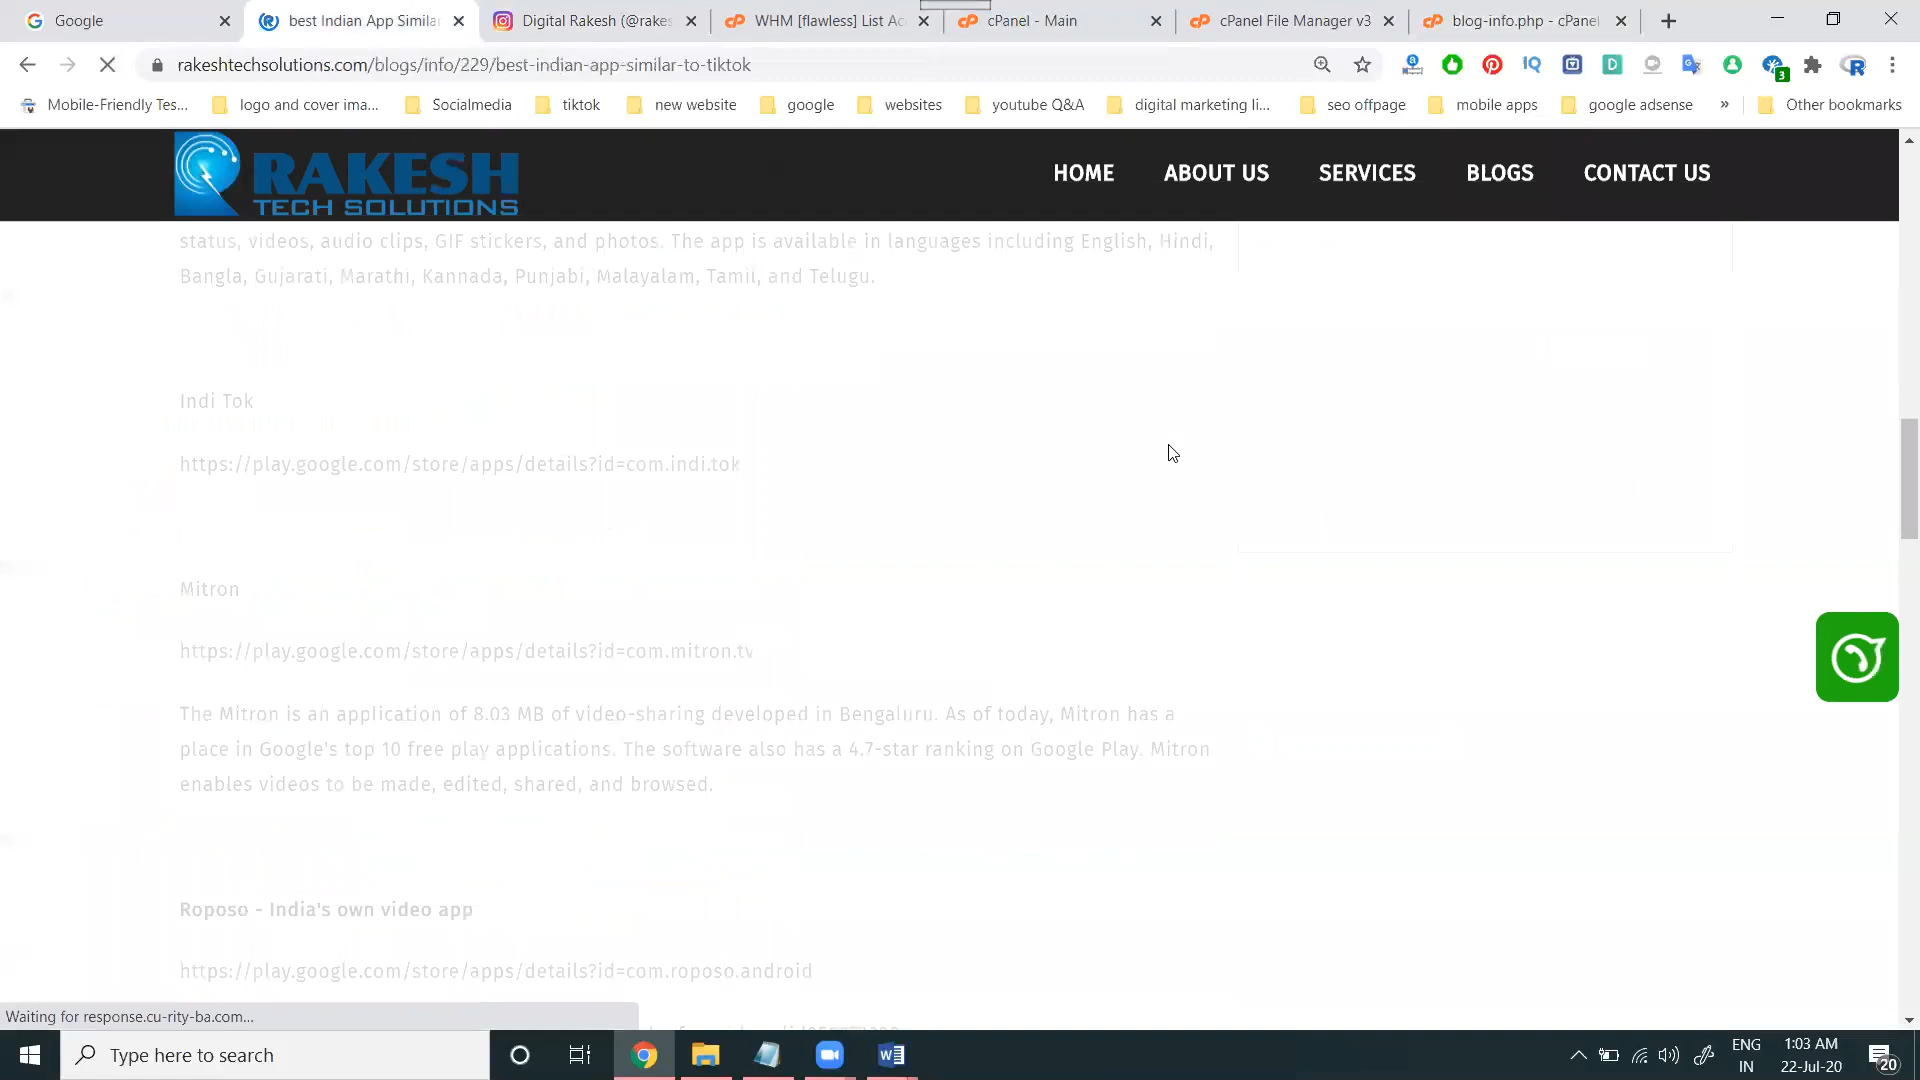 Google
best Indian App Simila
Digital Rakesh (@rakes
WHM [flawless] List Ac
cPanel - Main
cPanel File Manager v3
blog-info.php - cPanel
rakeshtechsolutions.com/blogs/info/229/best-indian-app-similar-to-tiktok
Mobile-Friendly Tes...
logo and cover ima...
Socialmedia
tiktok
new website
google
websites
youtube Q&A
digital marketing li...
seo offpage
mobile apps
google adsense
»
Other bookmarks
RAKESH
TECH SOLUTIONS
HOME
ABOUT US
SERVICES
BLOGS
CONTACT US
status, videos, audio clips, GIF stickers, and photos. The app is available in languages including English, Hindi,
Bangla, Gujarati, Marathi, Kannada, Punjabi, Malayalam, Tamil, and Telugu.
Indi Tok
https://play.google.com/store/apps/details?id=com.indi.tok
Mitron
https://play.google.com/store/apps/details?id=com.mitron.tv
The Mitron is an application of 8.03 MB of video-sharing developed in Bengaluru. As of today, Mitron has a
place in Google's top 10 free play applications. The software also has a 4.7-star ranking on Google Play. Mitron
enables videos to be made, edited, shared, and browsed.
Roposo - India's own video app
https://play.google.com/store/apps/details?id=com.roposo.android
Waiting for response.cu-rity-ba.com...
Type here to search
ENG
IN
1:03 AM
22-Jul-20
20